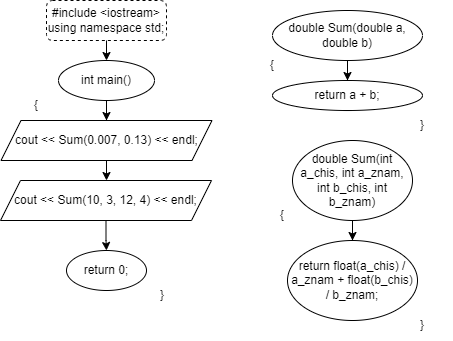 #include <iostream>
using namespace std;
int main()
{
cout << Sum(0.007, 0.13) << endl;
cout << Sum(10, 3, 12, 4) << endl;
return 0;
}
double Sum(double a,
double b)
{
return a + b;
}
double Sum(int
a_chis, int a_znam,
int b_chis, int
b_znam)
{
return float(a_chis) /
a_znam + float(b_chis)
/ b_znam;
}